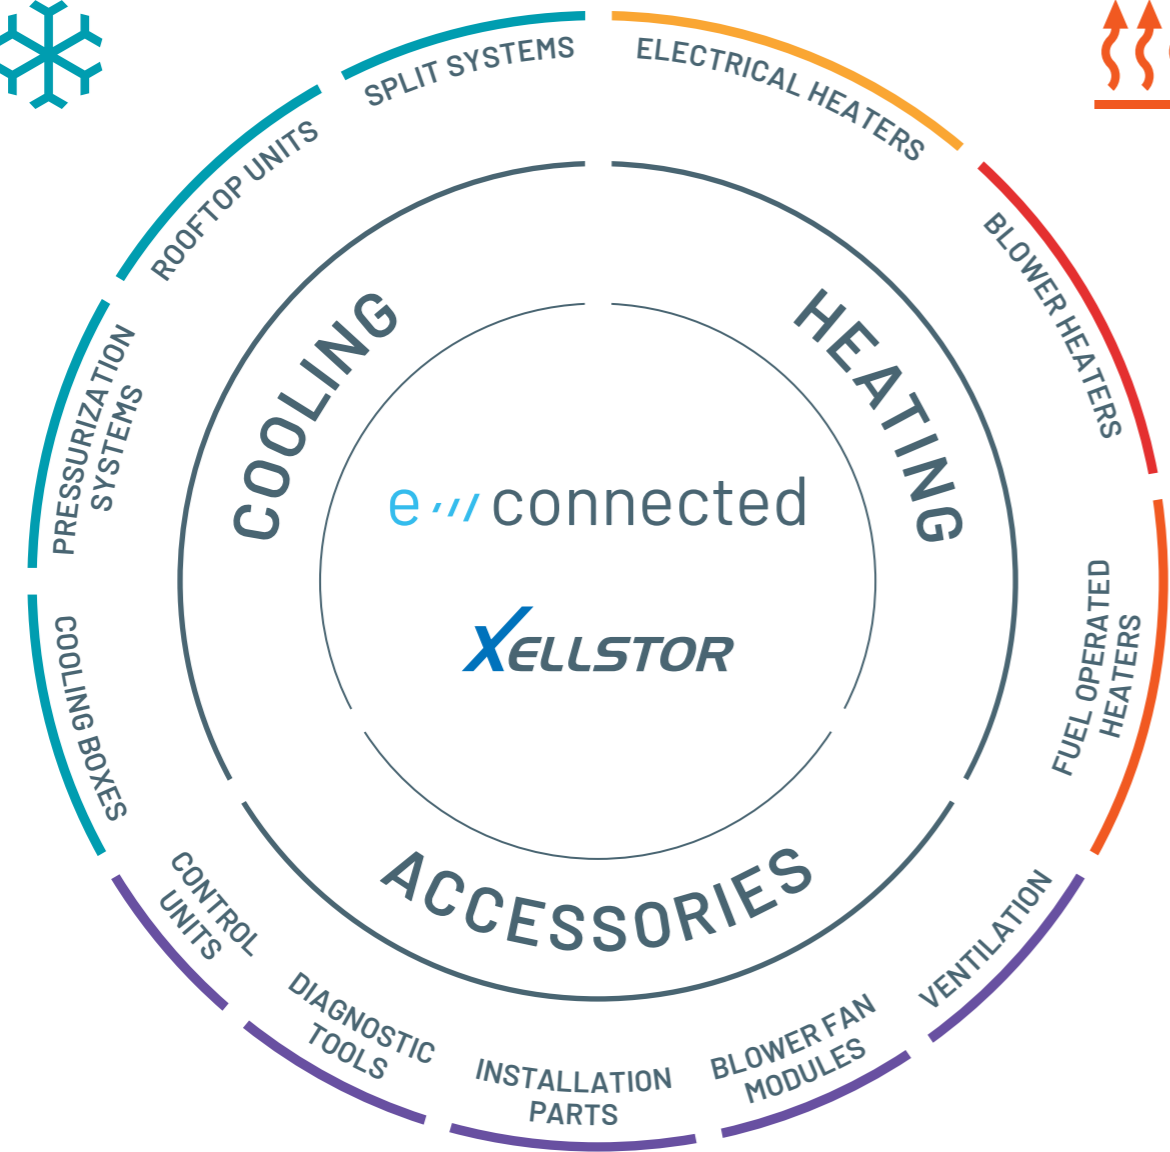 SPLIT SYSTEMS
ELECTRICAL HEATERS
ROOFTOP UNITS
BLOWER HEATERS
PRESSURIZATION
SYSTEMS
COOLING
HEATING
e connected
XELLSTOR
COOLING BOXES
FUEL OPERATED
HEATERS
ACCESSORIES
CONTROL
UNITS
DIAGNOSTIC
TOOLS
INSTALLATION
PARTS
BLOWER FAN
MODULES
VENTILATION